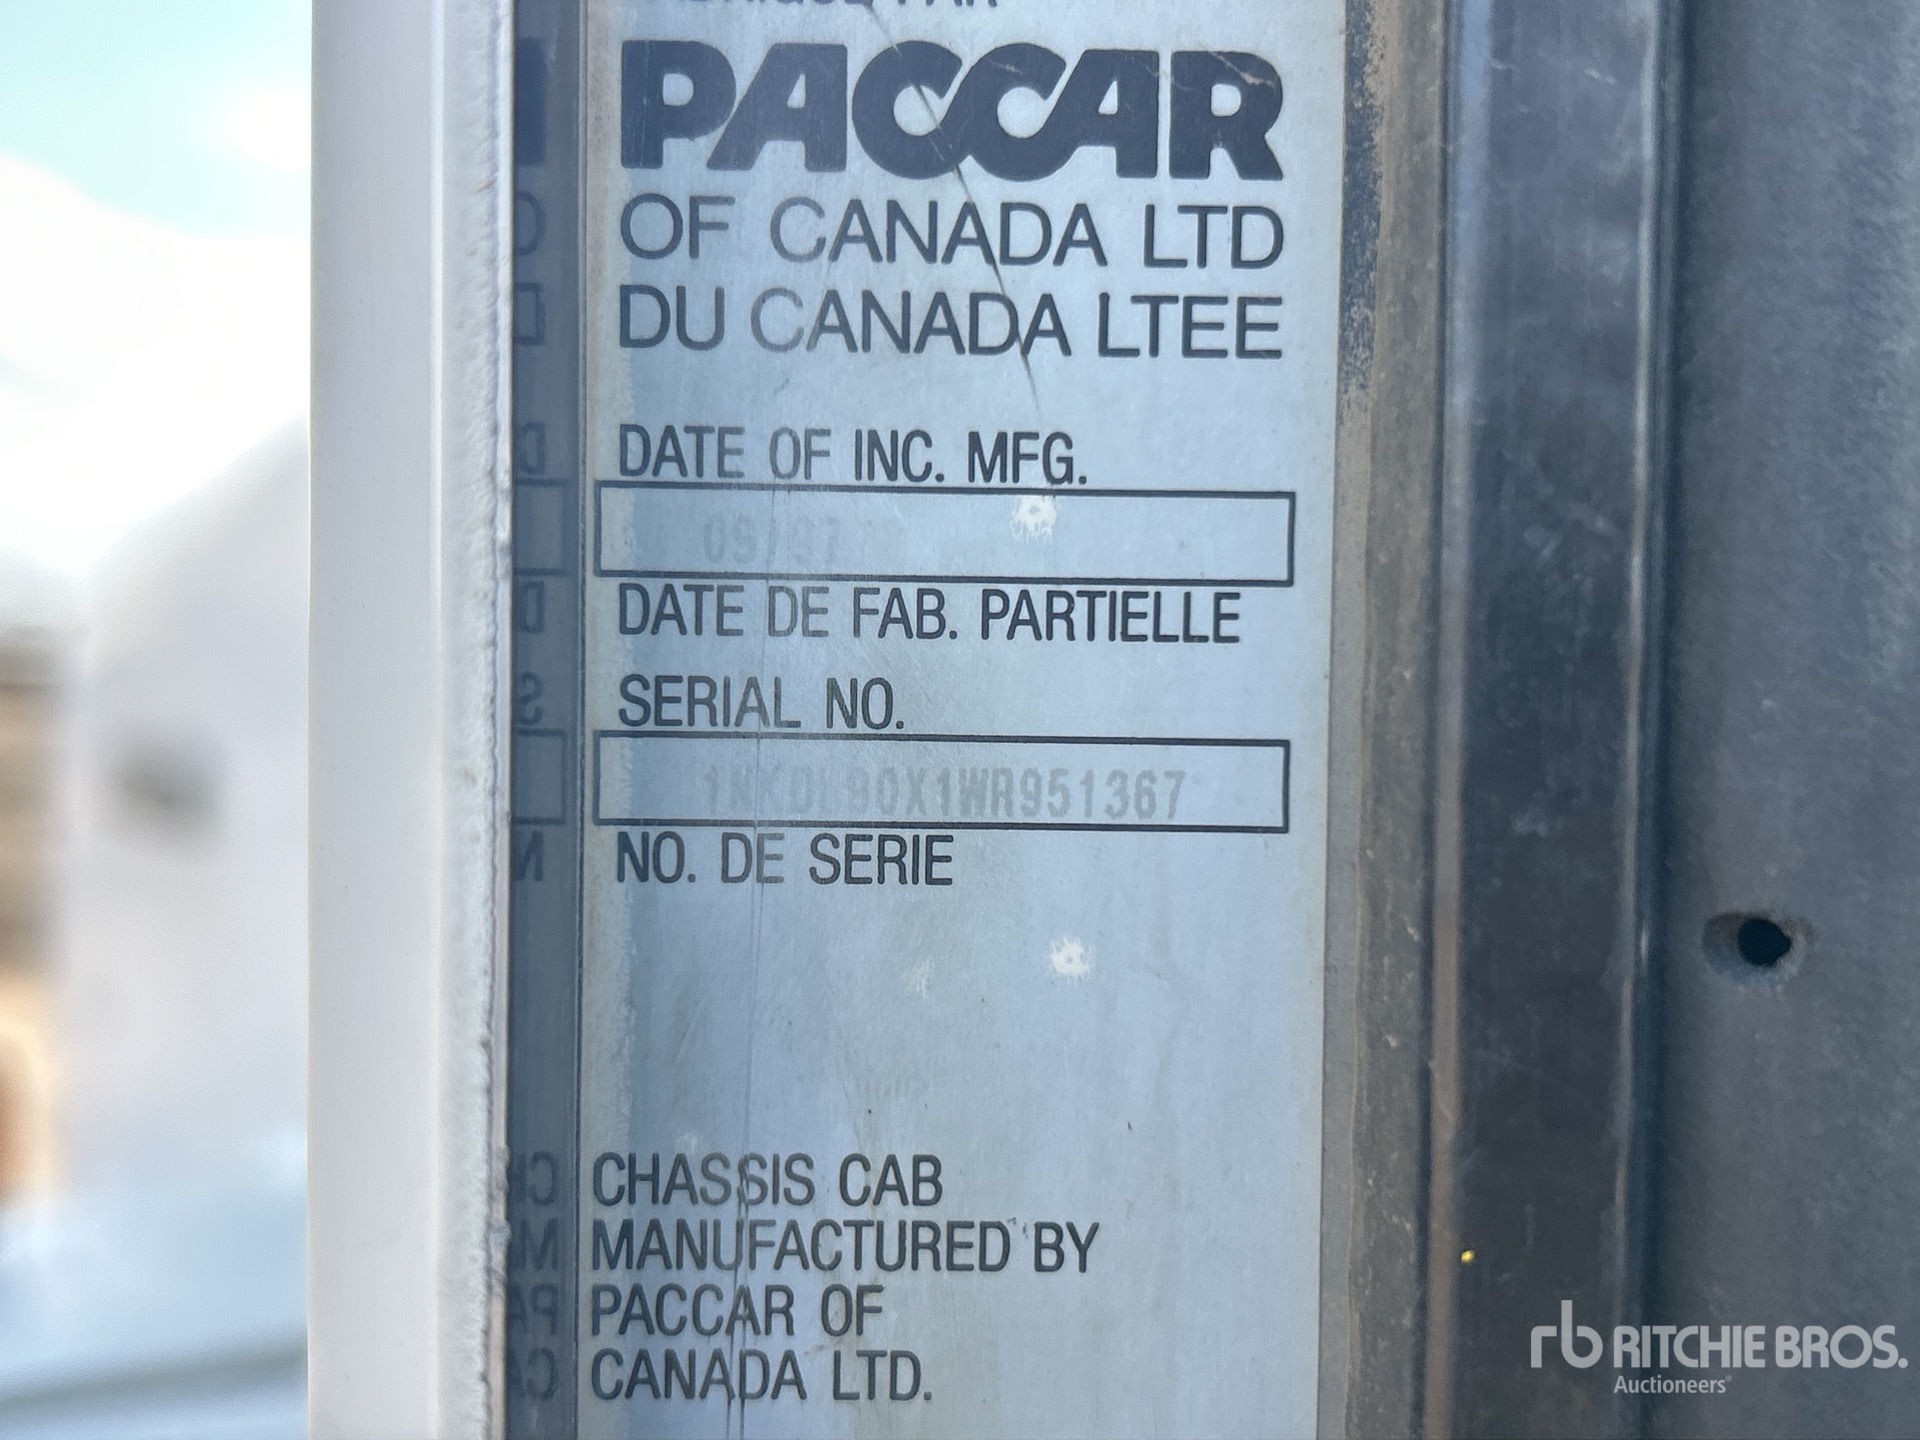 PACCAR
OF CANADA LTD
DU CANADA LTEE
DATE OF INC. MFG.
DATE DE FAB. PARTIELLE
SERIAL NO.
1NKDL90X1WR951367
NO. DE SERIE
CHASSIS CAB
MANUFACTURED BY
PACCAR OF
CANADA LTD.
rb RITCHIE BROS.
Auctioneers